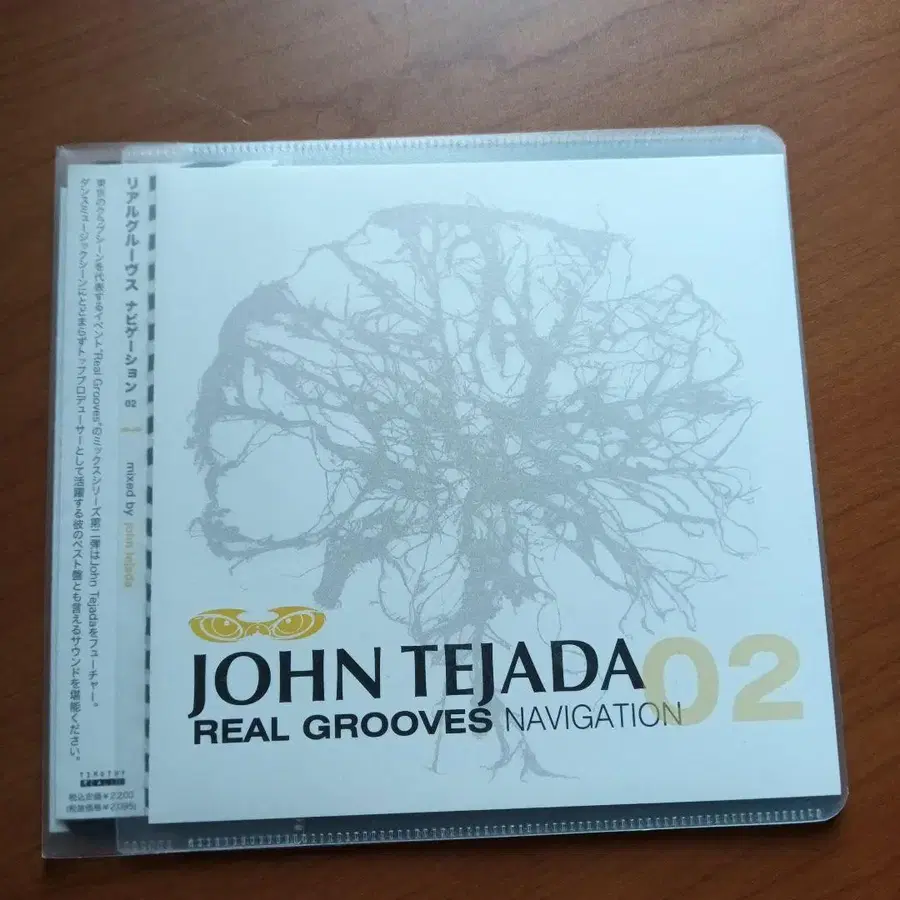 リアルグルーヴス ナビゲーション 02
mixed by john tejada
東京のクラブシーンを代表するイベント"Real Grooves"のミックスシリーズ第二弾はJohn Tejadaをフューチャー。
ダンスミュージックシーンにとどまらずトッププロデューサーとして活躍する彼のベスト盤とも言えるサウンドを堪能ください。
税込定価￥2,200
(税抜価格￥2,095)
JOHN TEJADA 02
REAL GROOVES NAVIGATION